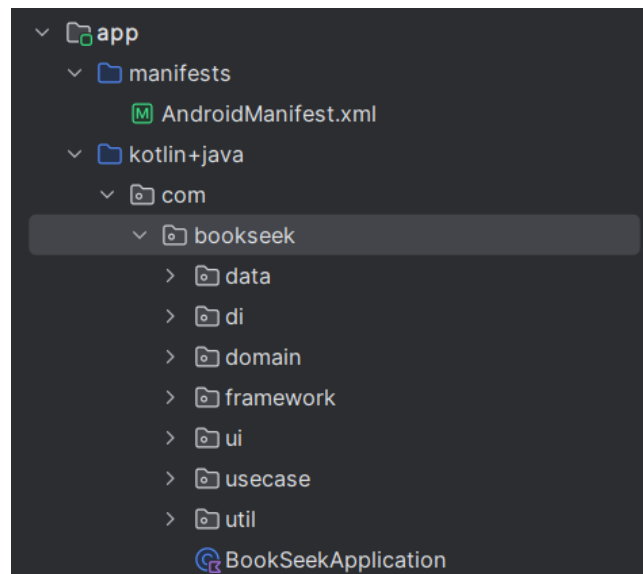 app
manifests
M AndroidManifest.xml
kotlin+java
com
bookseek
data
di
domain
framework
ui
usecase
util
BookSeekApplication